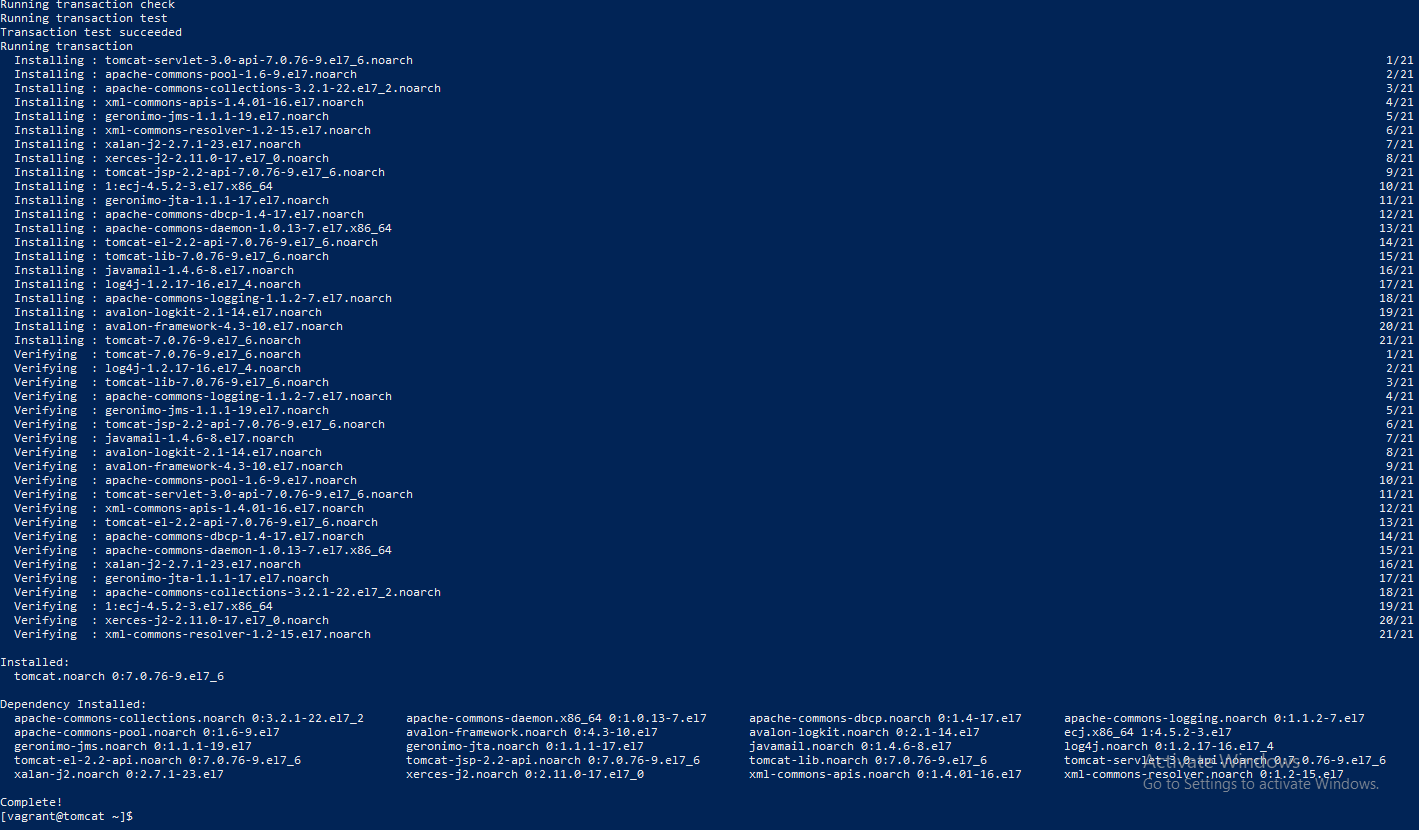 Running transaction check
Running transaction test
Transaction test succeeded
Running transaction
  Installing : tomcat-servlet-3.0-api-7.0.76-9.el7_6.noarch 1/21
  Installing : apache-commons-pool-1.6-9.el7.noarch 2/21
  Installing : apache-commons-collections-3.2.1-22.el7_2.noarch 3/21
  Installing : xml-commons-apis-1.4.01-16.el7.noarch 4/21
  Installing : geronimo-jms-1.1.1-19.el7.noarch 5/21
  Installing : xml-commons-resolver-1.2-15.el7.noarch 6/21
  Installing : xalan-j2-2.7.1-23.el7.noarch 7/21
  Installing : xerces-j2-2.11.0-17.el7_0.noarch 8/21
  Installing : tomcat-jsp-2.2-api-7.0.76-9.el7_6.noarch 9/21
  Installing : 1:ecj-4.5.2-3.el7.x86_64 10/21
  Installing : geronimo-jta-1.1.1-17.el7.noarch 11/21
  Installing : apache-commons-dbcp-1.4-17.el7.noarch 12/21
  Installing : apache-commons-daemon-1.0.13-7.el7.x86_64 13/21
  Installing : tomcat-el-2.2-api-7.0.76-9.el7_6.noarch 14/21
  Installing : tomcat-lib-7.0.76-9.el7_6.noarch 15/21
  Installing : javamail-1.4.6-8.el7.noarch 16/21
  Installing : log4j-1.2.17-16.el7_4.noarch 17/21
  Installing : apache-commons-logging-1.1.2-7.el7.noarch 18/21
  Installing : avalon-logkit-2.1-14.el7.noarch 19/21
  Installing : avalon-framework-4.3-10.el7.noarch 20/21
  Installing : tomcat-7.0.76-9.el7_6.noarch 21/21
  Verifying  : tomcat-7.0.76-9.el7_6.noarch 1/21
  Verifying  : log4j-1.2.17-16.el7_4.noarch 2/21
  Verifying  : tomcat-lib-7.0.76-9.el7_6.noarch 3/21
  Verifying  : apache-commons-logging-1.1.2-7.el7.noarch 4/21
  Verifying  : geronimo-jms-1.1.1-19.el7.noarch 5/21
  Verifying  : tomcat-jsp-2.2-api-7.0.76-9.el7_6.noarch 6/21
  Verifying  : javamail-1.4.6-8.el7.noarch 7/21
  Verifying  : avalon-logkit-2.1-14.el7.noarch 8/21
  Verifying  : avalon-framework-4.3-10.el7.noarch 9/21
  Verifying  : apache-commons-pool-1.6-9.el7.noarch 10/21
  Verifying  : tomcat-servlet-3.0-api-7.0.76-9.el7_6.noarch 11/21
  Verifying  : xml-commons-apis-1.4.01-16.el7.noarch 12/21
  Verifying  : tomcat-el-2.2-api-7.0.76-9.el7_6.noarch 13/21
  Verifying  : apache-commons-dbcp-1.4-17.el7.noarch 14/21
  Verifying  : apache-commons-daemon-1.0.13-7.el7.x86_64 15/21
  Verifying  : xalan-j2-2.7.1-23.el7.noarch 16/21
  Verifying  : geronimo-jta-1.1.1-17.el7.noarch 17/21
  Verifying  : apache-commons-collections-3.2.1-22.el7_2.noarch 18/21
  Verifying  : 1:ecj-4.5.2-3.el7.x86_64 19/21
  Verifying  : xerces-j2-2.11.0-17.el7_0.noarch 20/21
  Verifying  : xml-commons-resolver-1.2-15.el7.noarch 21/21
Installed:
  tomcat.noarch 0:7.0.76-9.el7_6
Dependency Installed:
  apache-commons-collections.noarch 0:3.2.1-22.el7_2 apache-commons-daemon.x86_64 0:1.0.13-7.el7 apache-commons-dbcp.noarch 0:1.4-17.el7 apache-commons-logging.noarch 0:1.1.2-7.el7
  apache-commons-pool.noarch 0:1.6-9.el7 avalon-framework.noarch 0:4.3-10.el7 avalon-logkit.noarch 0:2.1-14.el7 ecj.x86_64 1:4.5.2-3.el7
  geronimo-jms.noarch 0:1.1.1-19.el7 geronimo-jta.noarch 0:1.1.1-17.el7 javamail.noarch 0:1.4.6-8.el7 log4j.noarch 0:1.2.17-16.el7_4
  tomcat-el-2.2-api.noarch 0:7.0.76-9.el7_6 tomcat-jsp-2.2-api.noarch 0:7.0.76-9.el7_6 tomcat-lib.noarch 0:7.0.76-9.el7_6 tomcat-servlet-3.0-api.noarch 0:7.0.76-9.el7_6
  xalan-j2.noarch 0:2.7.1-23.el7 xerces-j2.noarch 0:2.11.0-17.el7_0 xml-commons-apis.noarch 0:1.4.01-16.el7 xml-commons-resolver.noarch 0:1.2-15.el7
Activate Windows
Go to Settings to activate Windows.
Complete!
[vagrant@tomcat ~]$